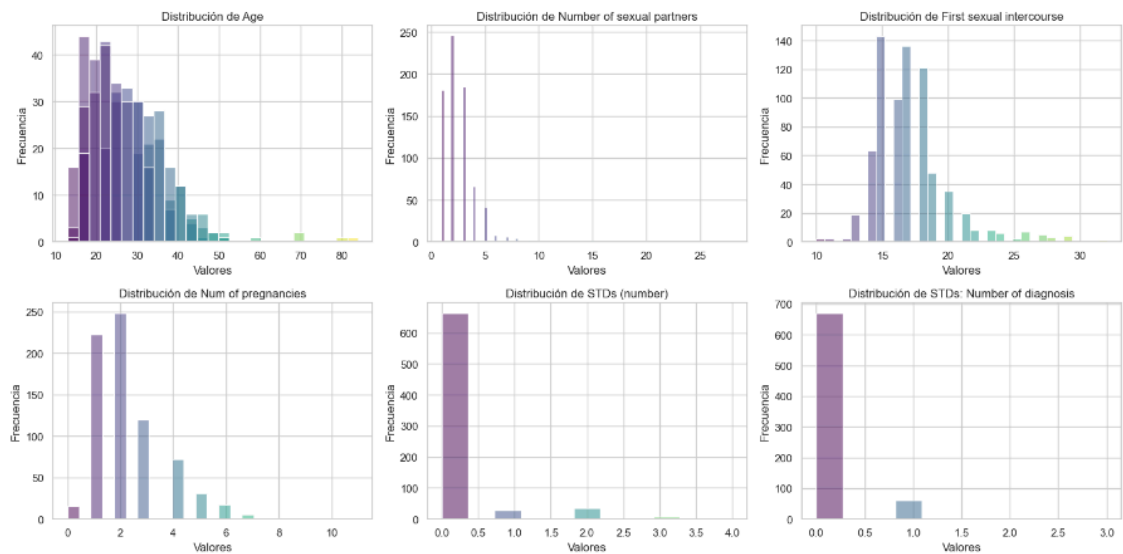 Distribución de Age
Frecuencia
40
30
20
10
0
10 20 30 40 50 60 70 80
Valores
Distribución de Number of sexual partners
Frecuencia
250
200
150
100
50
0
0 5 10 15 20 25
Valores
Distribución de First sexual intercourse
Frecuencia
140
120
100
80
60
40
20
0
10 15 20 25 30
Valores
Distribución de Num of pregnancies
Frecuencia
250
200
150
100
50
0
0 2 4 6 8 10
Valores
Distribución de STDs (number)
Frecuencia
600
500
400
300
200
100
0
0.0 0.5 1.0 1.5 2.0 2.5 3.0 3.5 4.0
Valores
Distribución de STDs: Number of diagnosis
Frecuencia
700
600
500
400
300
200
100
0
0.0 0.5 1.0 1.5 2.0 2.5 3.0
Valores